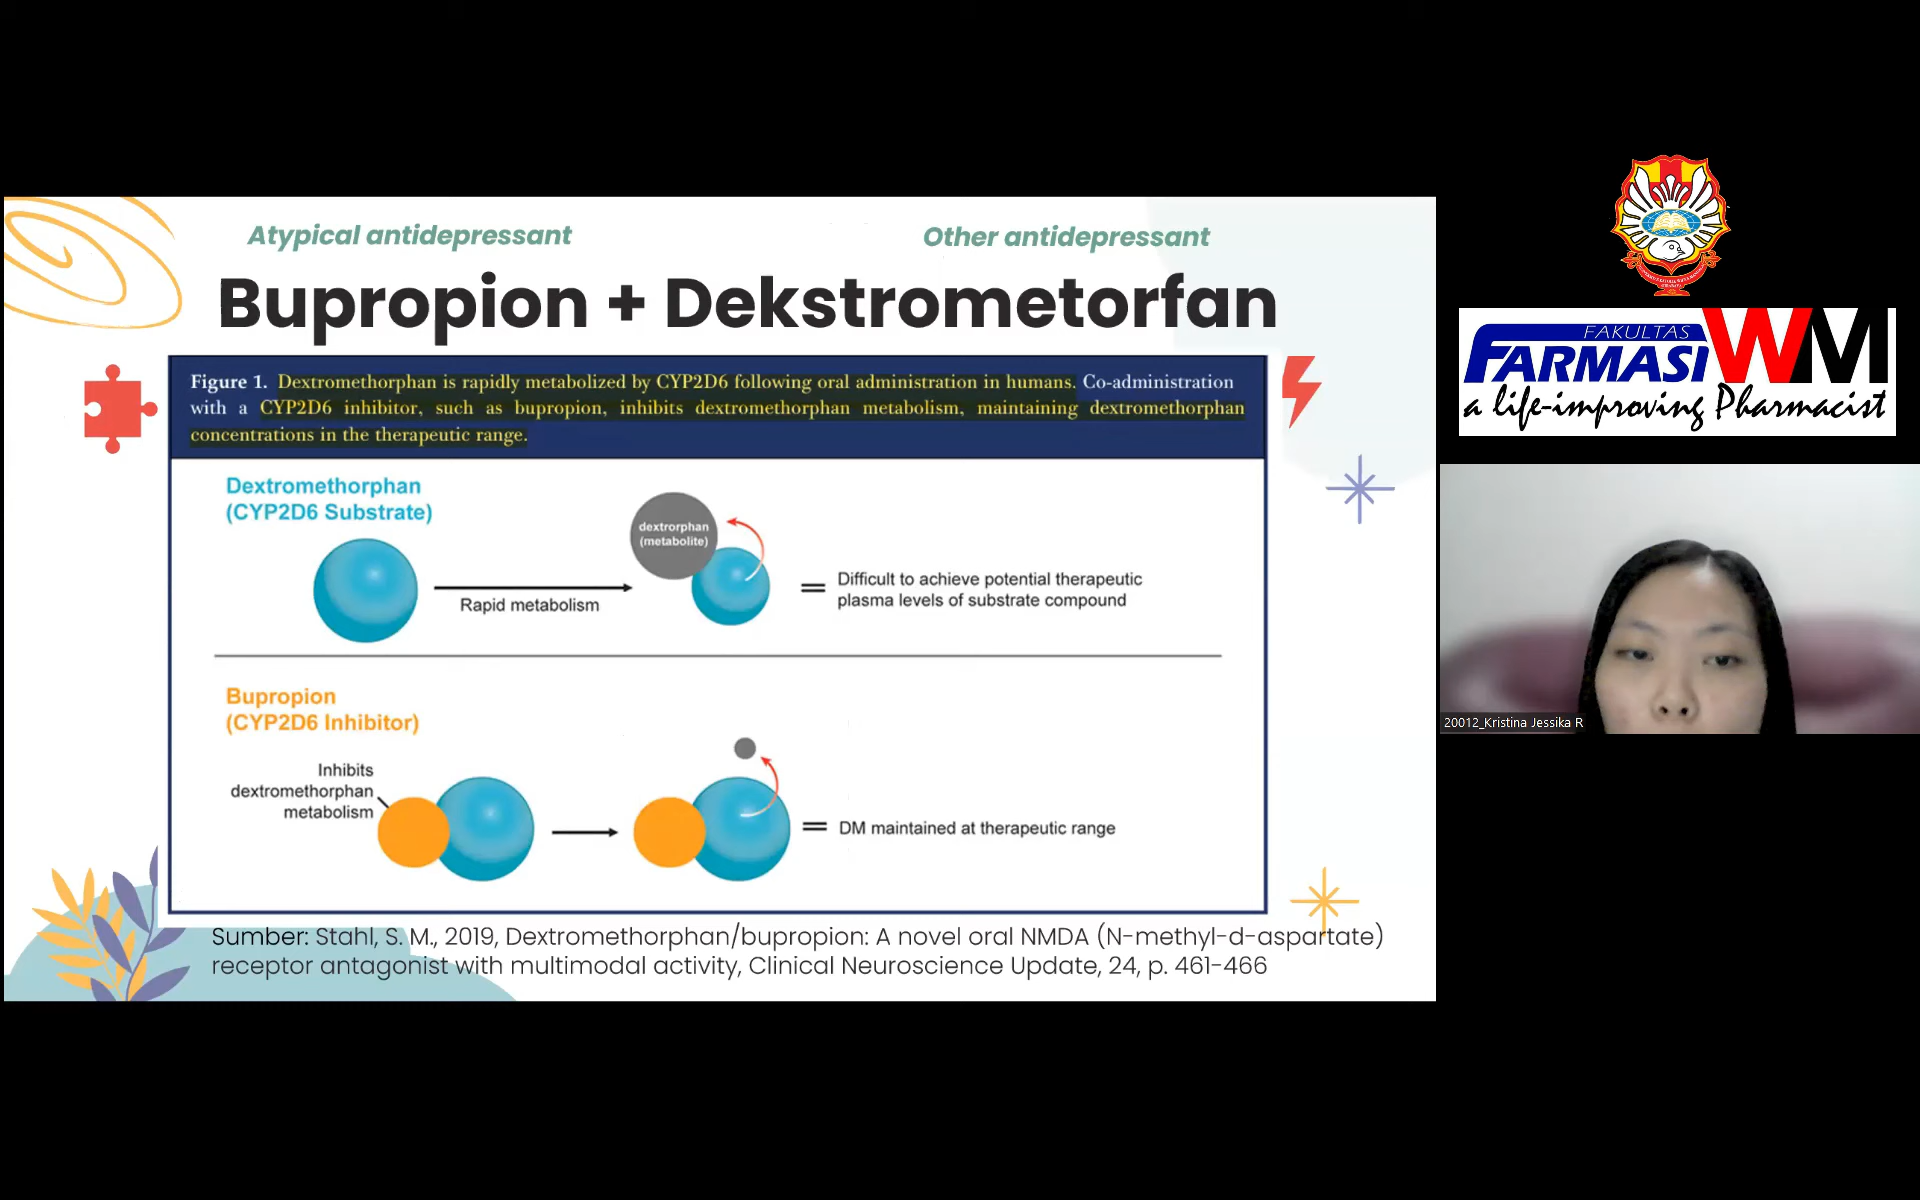 Atypical antidepressant
Other antidepressant
Bupropion + Dekstrometorfan
Figure 1. Dextromethorphan is rapidly metabolized by CYP2D6 following oral administration in humans. Co-administration
with a CYP2D6 inhibitor, such as bupropion, inhibits dextromethorphan metabolism, maintaining dextromethorphan
concentrations in the therapeutic range.
Dextromethorphan
(CYP2D6 Substrate)
Rapid metabolism
dextrorphan
(metabolite)
=
Difficult to achieve potential therapeutic
plasma levels of substrate compound
Bupropion
(CYP2D6 Inhibitor)
Inhibits
dextromethorphan
metabolism
=
DM maintained at therapeutic range
Sumber: Stahl, S. M., 2019, Dextromethorphan/bupropion: A novel oral NMDA (N-methyl-d-aspartate)
receptor antagonist with multimodal activity, Clinical Neuroscience Update, 24, p. 461-466
FAKULTAS
FARMASI WM
a life-improving Pharmacist
20012_Kristina Jessika R